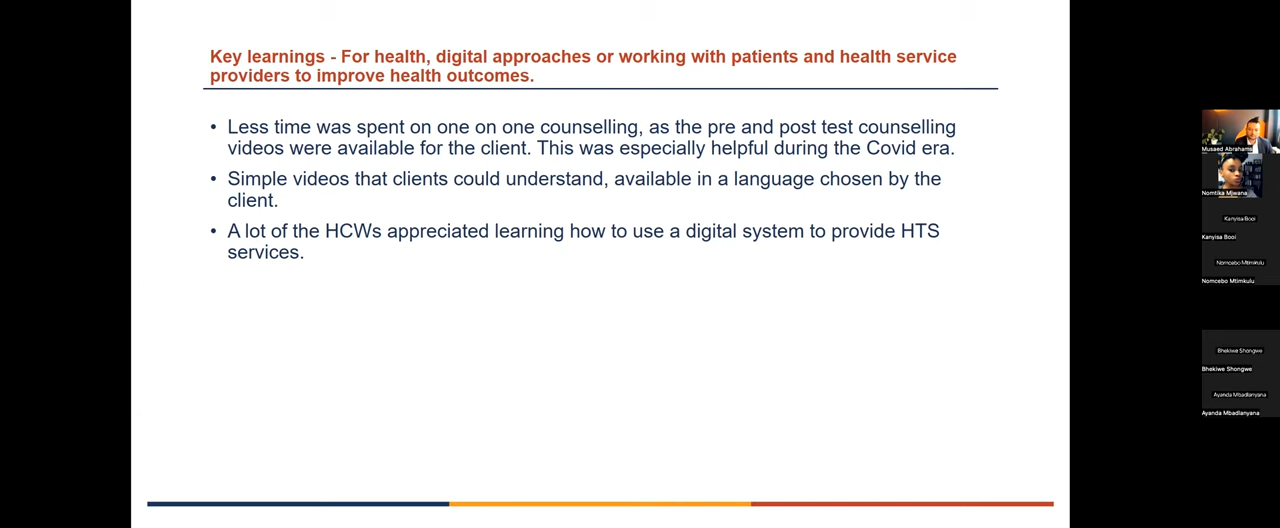 Key learnings - For health, digital approaches or working with patients and health service
providers to improve health outcomes.
• Less time was spent on one on one counselling, as the pre and post test counselling
videos were available for the client. This was especially helpful during the Covid era.
• Simple videos that clients could understand, available in a language chosen by the
client.
• A lot of the HCWs appreciated learning how to use a digital system to provide HTS
services.
Musaed Abrahams
Nomtika Mjwana
Kanyisa Booi
Kanyisa Booi
Nomcebo Mtimkulu
Nomcebo Mtimkulu
Bhekiwe Shongwe
Bhekiwe Shongwe
Ayanda Mbadlanyana
Ayanda Mbadlanyana